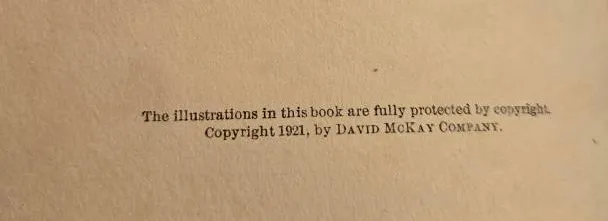 The illustrations in this book are fully protected by copyright.
Copyright 1921, by DAVID MCKAY COMPANY.